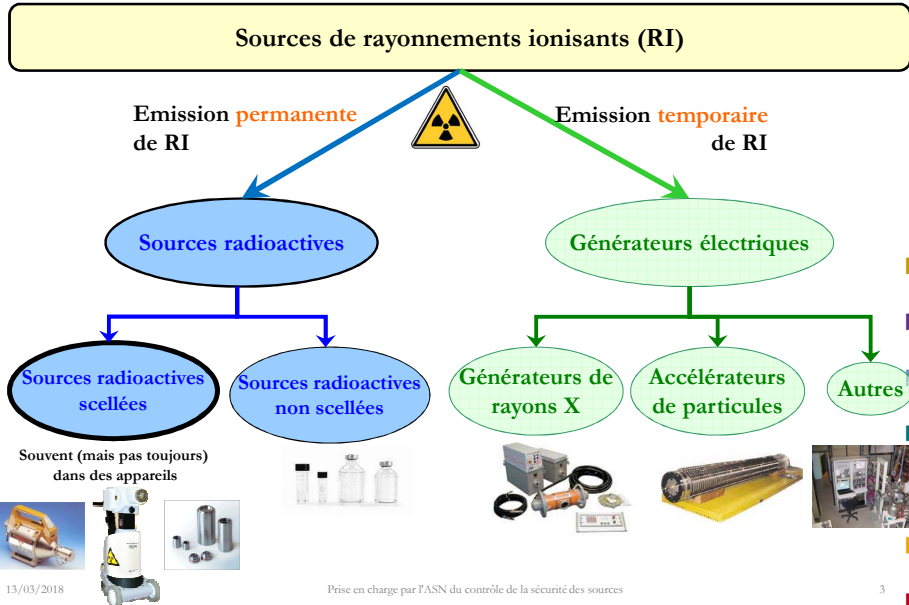 Sources de rayonnements ionisants (RI)
Emission permanente
de RI
Emission temporaire
de RI
Sources radioactives
Générateurs électriques
Sources radioactives
scellées
Sources radioactives
non scellées
Générateurs de
rayons X
Accélérateurs
de particules
Autres
Souvent (mais pas toujours)
dans des appareils
13/03/2018
Prise en charge par l'ASN du contrôle de la sécurité des sources
3